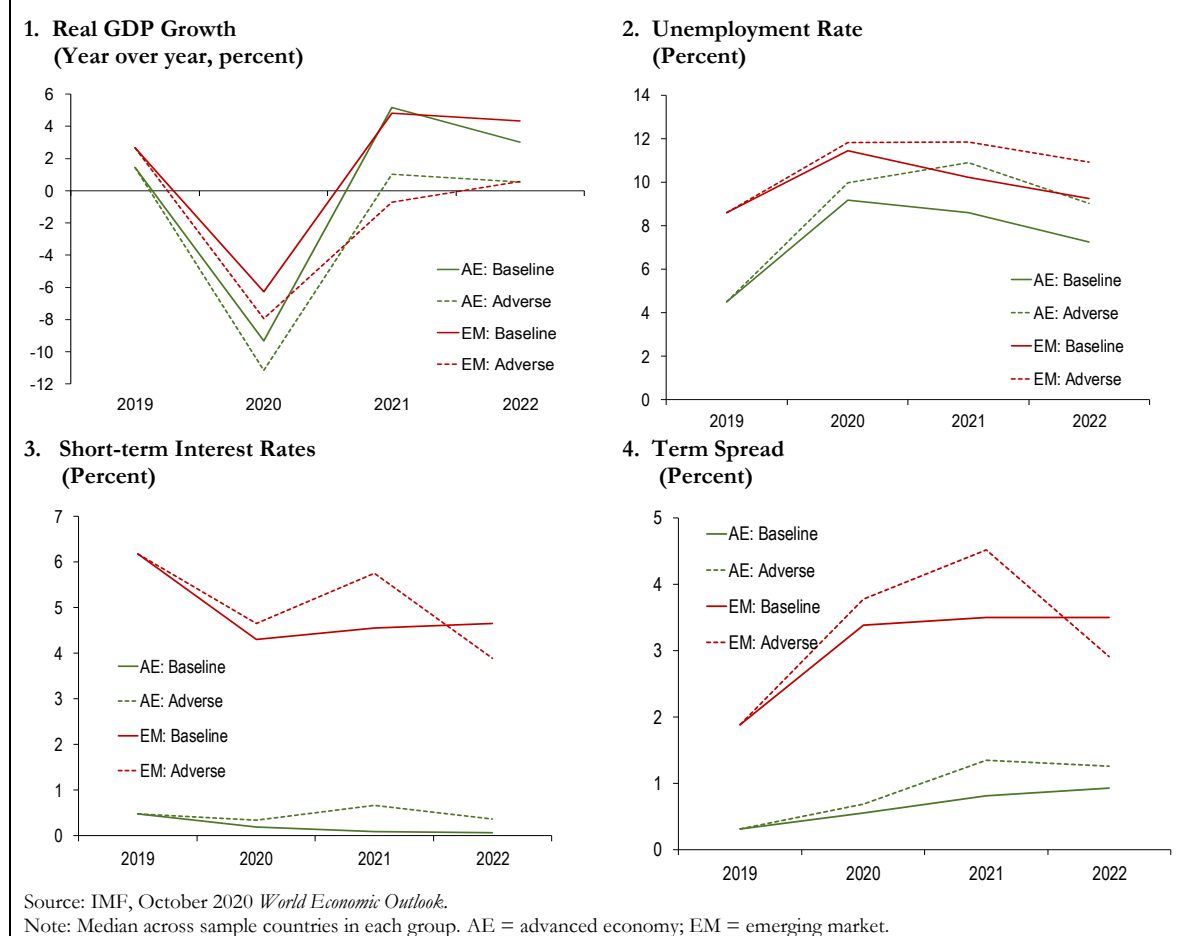 1. Real GDP Growth
(Year over year, percent)
6
4
2
0
-2
-4
-6
-8
-10
-12
AE: Baseline
AE: Adverse
EM: Baseline
EM: Adverse
2019 2020 2021 2022
2. Unemployment Rate
(Percent)
14
12
10
8
6
4
2
0
AE: Baseline
AE: Adverse
EM: Baseline
EM: Adverse
2019 2020 2021 2022
3. Short-term Interest Rates
(Percent)
7
6
5
4
3
2
1
0
AE: Baseline
AE: Adverse
EM: Baseline
EM: Adverse
2019 2020 2021 2022
4. Term Spread
(Percent)
5
4
3
2
1
0
AE: Baseline
AE: Adverse
EM: Baseline
EM: Adverse
2019 2020 2021 2022
Source: IMF, October 2020 World Economic Outlook.
Note: Median across sample countries in each group. AE = advanced economy; EM = emerging market.